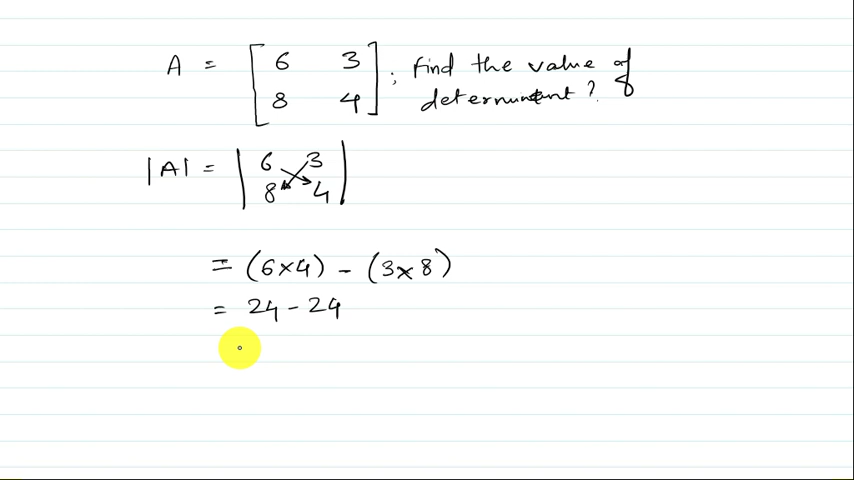 A = [ 6 3 ; find the value of
8 4 ] determinant ?
|A| = | 6 3 |
8 4
= (6×4) - (3×8)
= 24 - 24